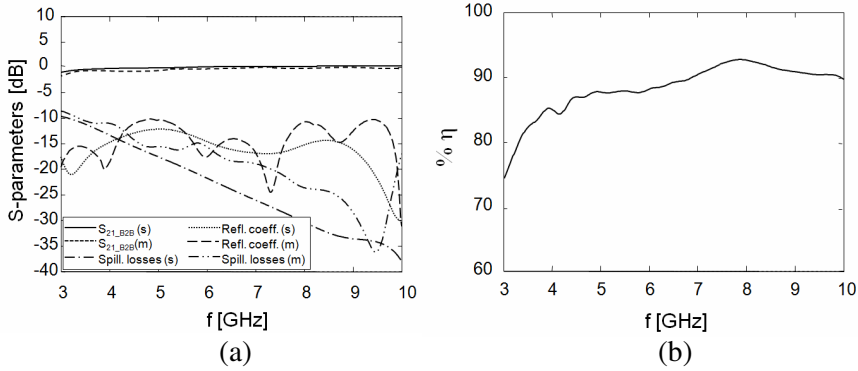 10
5
0
-5
-10
-15
-20
-25
-30
-35
-40
S-parameters [dB]
S21_B2B (s)
S21_B2B (m)
Spill. losses (s)
Refl. coeff. (s)
Refl. coeff. (m)
Spill. losses (m)
3 4 5 6 7 8 9 10
f [GHz]
(a)
100
90
80
70
60
% η
3 4 5 6 7 8 9 10
f [GHz]
(b)